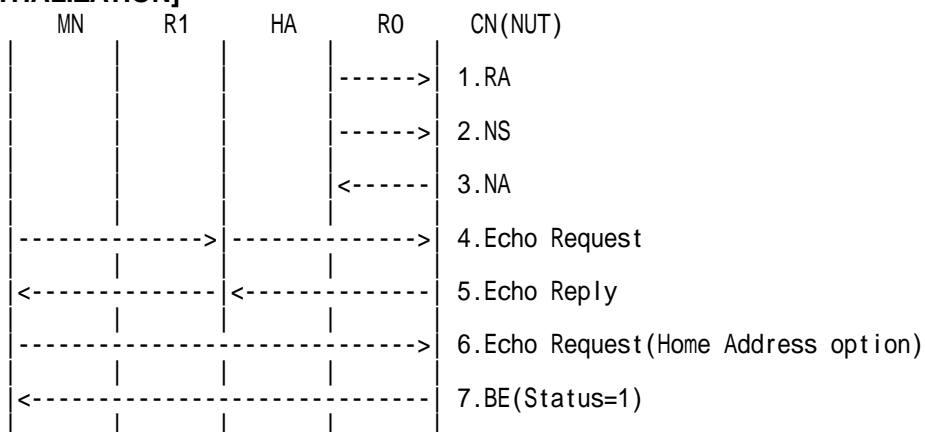 MN R1 HA R0 CN(NUT)
1.RA
2.NS
3.NA
4.Echo Request
5.Echo Reply
6.Echo Request(Home Address option)
7.BE(Status=1)